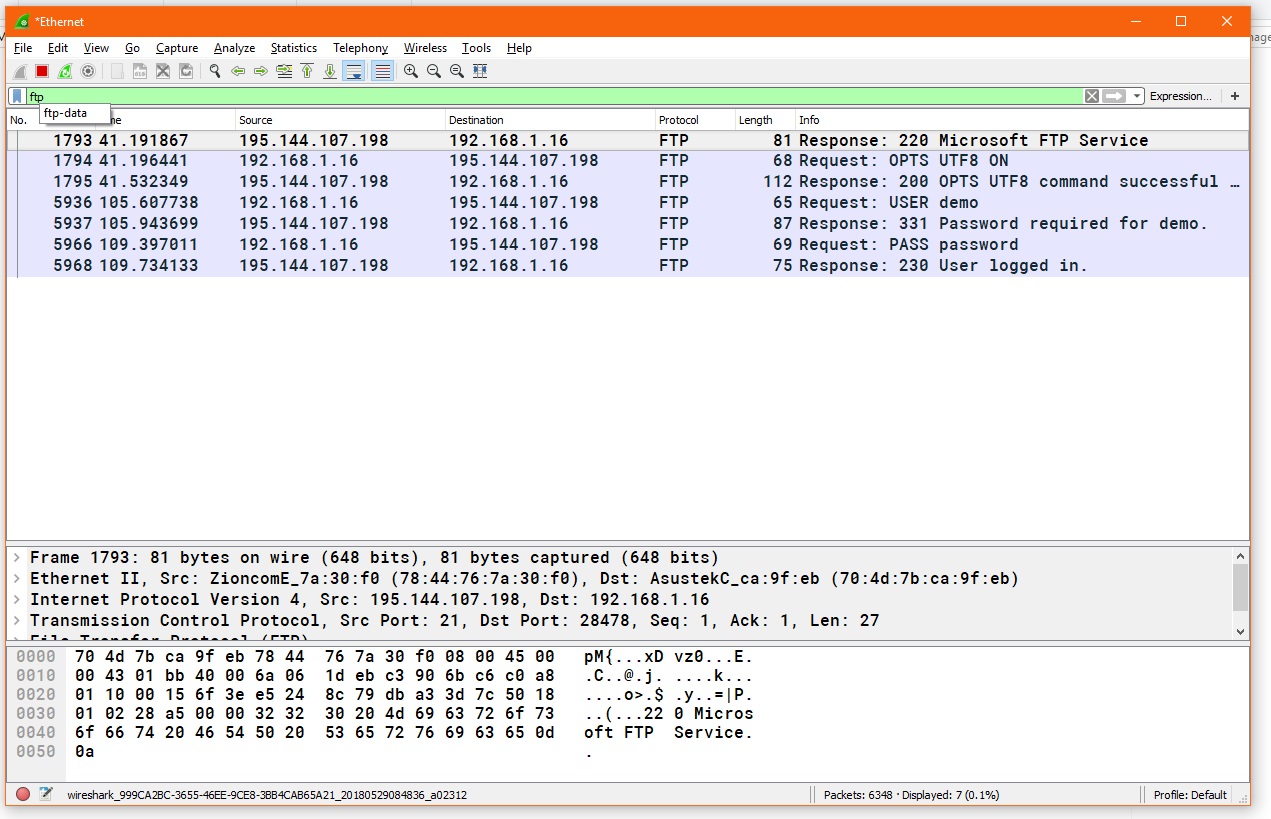 *Ethernet
File Edit View Go Capture Analyze Statistics Telephony Wireless Tools Help
ftp
Expression... +
ftp-data
No. Source Destination Protocol Length Info
1793 41.191867 195.144.107.198 192.168.1.16 FTP 81 Response: 220 Microsoft FTP Service
1794 41.196441 192.168.1.16 195.144.107.198 FTP 68 Request: OPTS UTF8 ON
1795 41.532349 195.144.107.198 192.168.1.16 FTP 112 Response: 200 OPTS UTF8 command successful …
5936 105.607738 192.168.1.16 195.144.107.198 FTP 65 Request: USER demo
5937 105.943699 195.144.107.198 192.168.1.16 FTP 87 Response: 331 Password required for demo.
5966 109.397011 192.168.1.16 195.144.107.198 FTP 69 Request: PASS password
5968 109.734133 195.144.107.198 192.168.1.16 FTP 75 Response: 230 User logged in.
Frame 1793: 81 bytes on wire (648 bits), 81 bytes captured (648 bits)
Ethernet II, Src: ZioncomE_7a:30:f0 (78:44:76:7a:30:f0), Dst: AsustekC_ca:9f:eb (70:4d:7b:ca:9f:eb)
Internet Protocol Version 4, Src: 195.144.107.198, Dst: 192.168.1.16
Transmission Control Protocol, Src Port: 21, Dst Port: 28478, Seq: 1, Ack: 1, Len: 27
File Transfer Protocol (FTP)
0000 70 4d 7b ca 9f eb 78 44 76 7a 30 f0 08 00 45 00 pM{...xD vz0...E.
0010 00 43 01 bb 40 00 6a 06 1d eb c3 90 6b c6 c0 a8 .C..@.j. ....k...
0020 01 10 00 15 6f 3e e5 24 8c 79 db a3 3d 7c 50 18 ....o>.$ .y..=|P.
0030 01 02 28 a5 00 00 32 32 30 20 4d 69 63 72 6f 73 ..(...22 0 Micros
0040 6f 66 74 20 46 54 50 20 53 65 72 76 69 63 65 0d oft FTP  Service.
0050 0a .
wireshark_999CA2BC-3655-46EE-9CE8-3BB4CAB65A21_20180529084836_a02312 Packets: 6348 · Displayed: 7 (0.1%) Profile: Default